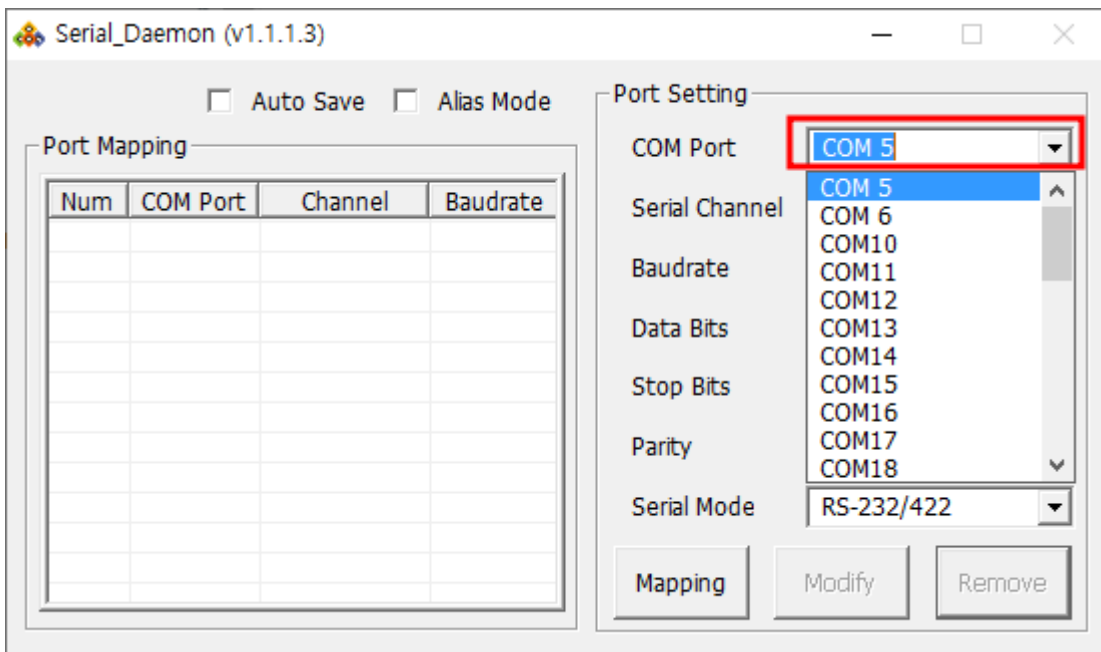 Serial_Daemon (v1.1.1.3)
Auto Save Alias Mode
Port Mapping
Num COM Port Channel Baudrate
Port Setting
COM Port COM 5
COM 5
COM 6
COM10
COM11
COM12
COM13
COM14
COM15
COM16
COM17
COM18
Serial Channel
Baudrate
Data Bits
Stop Bits
Parity
Serial Mode RS-232/422
Mapping Modify Remove